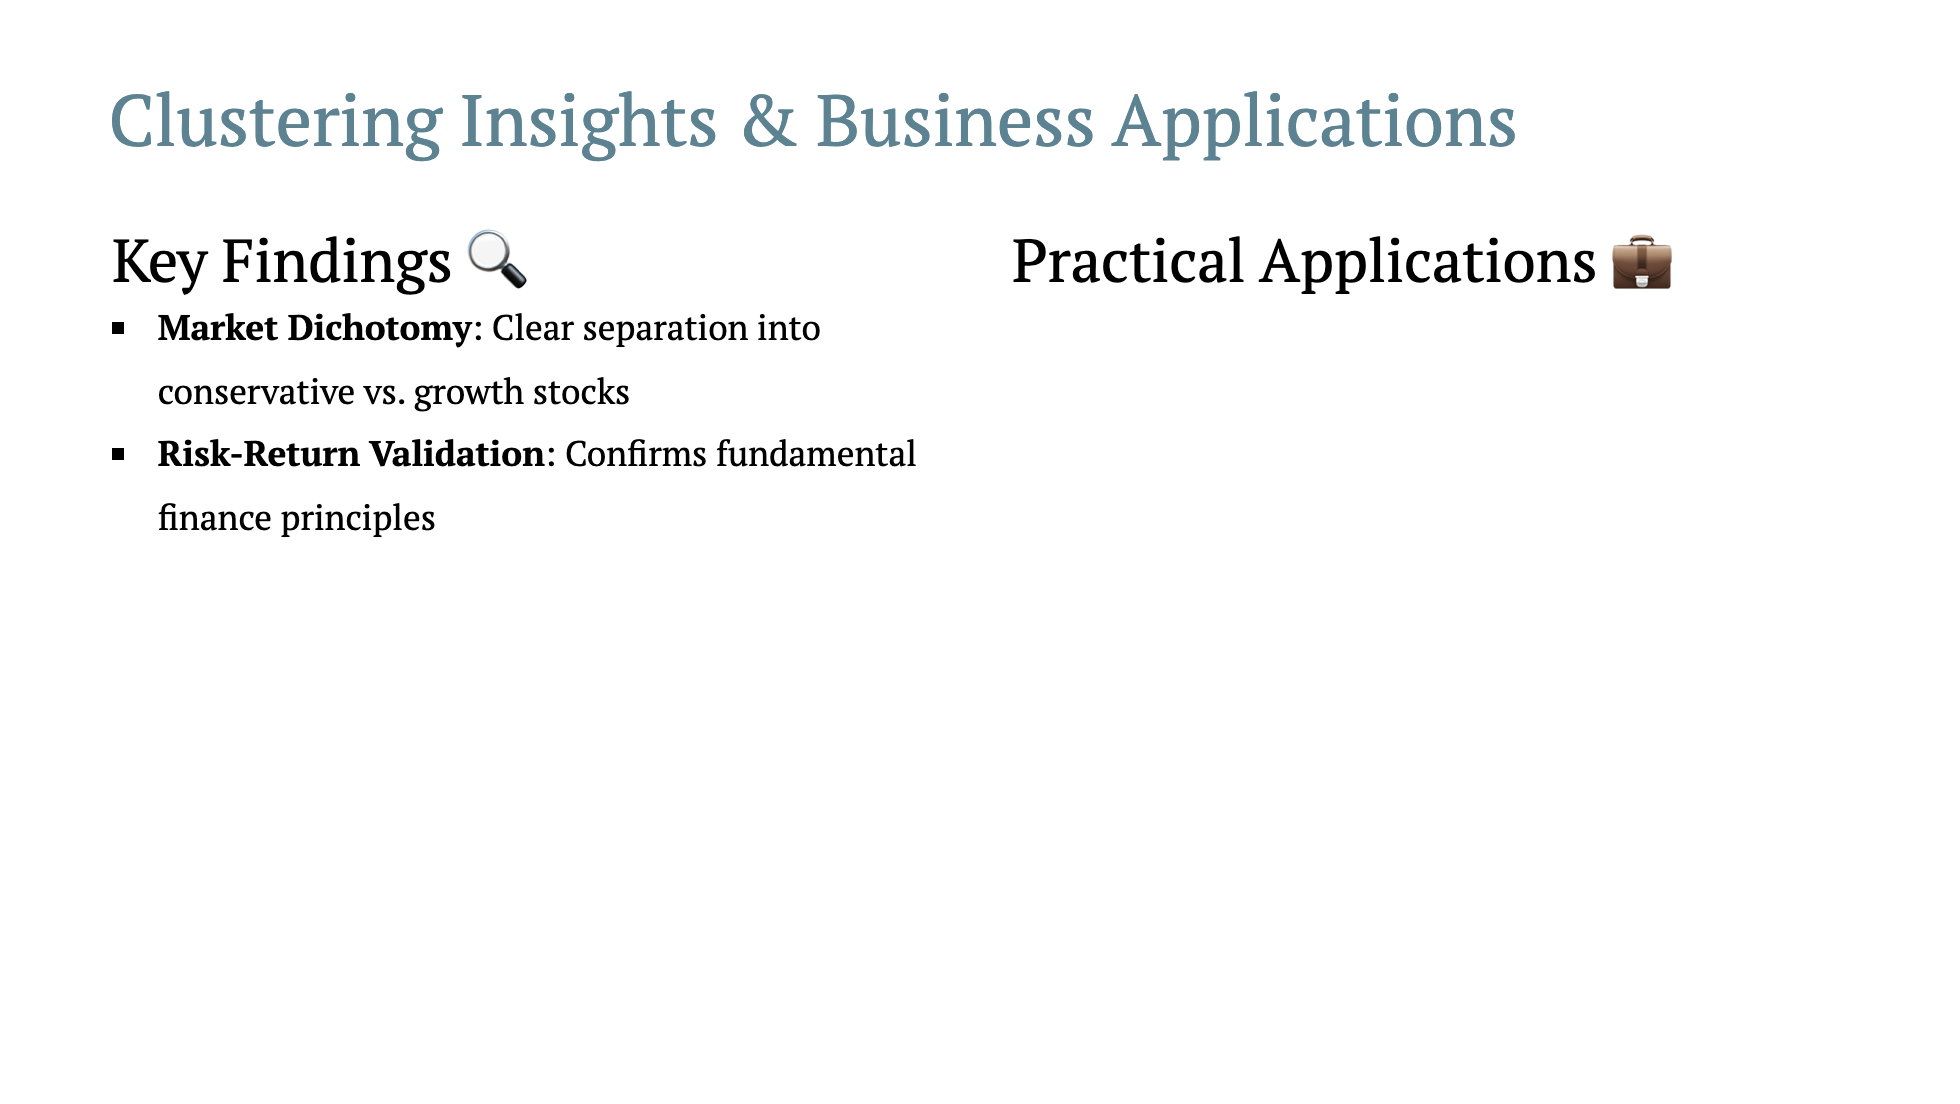 Clustering Insights & Business Applications
Key Findings 🔍
▪ Market Dichotomy: Clear separation into
conservative vs. growth stocks
▪ Risk-Return Validation: Confirms fundamental
finance principles
Practical Applications 💼